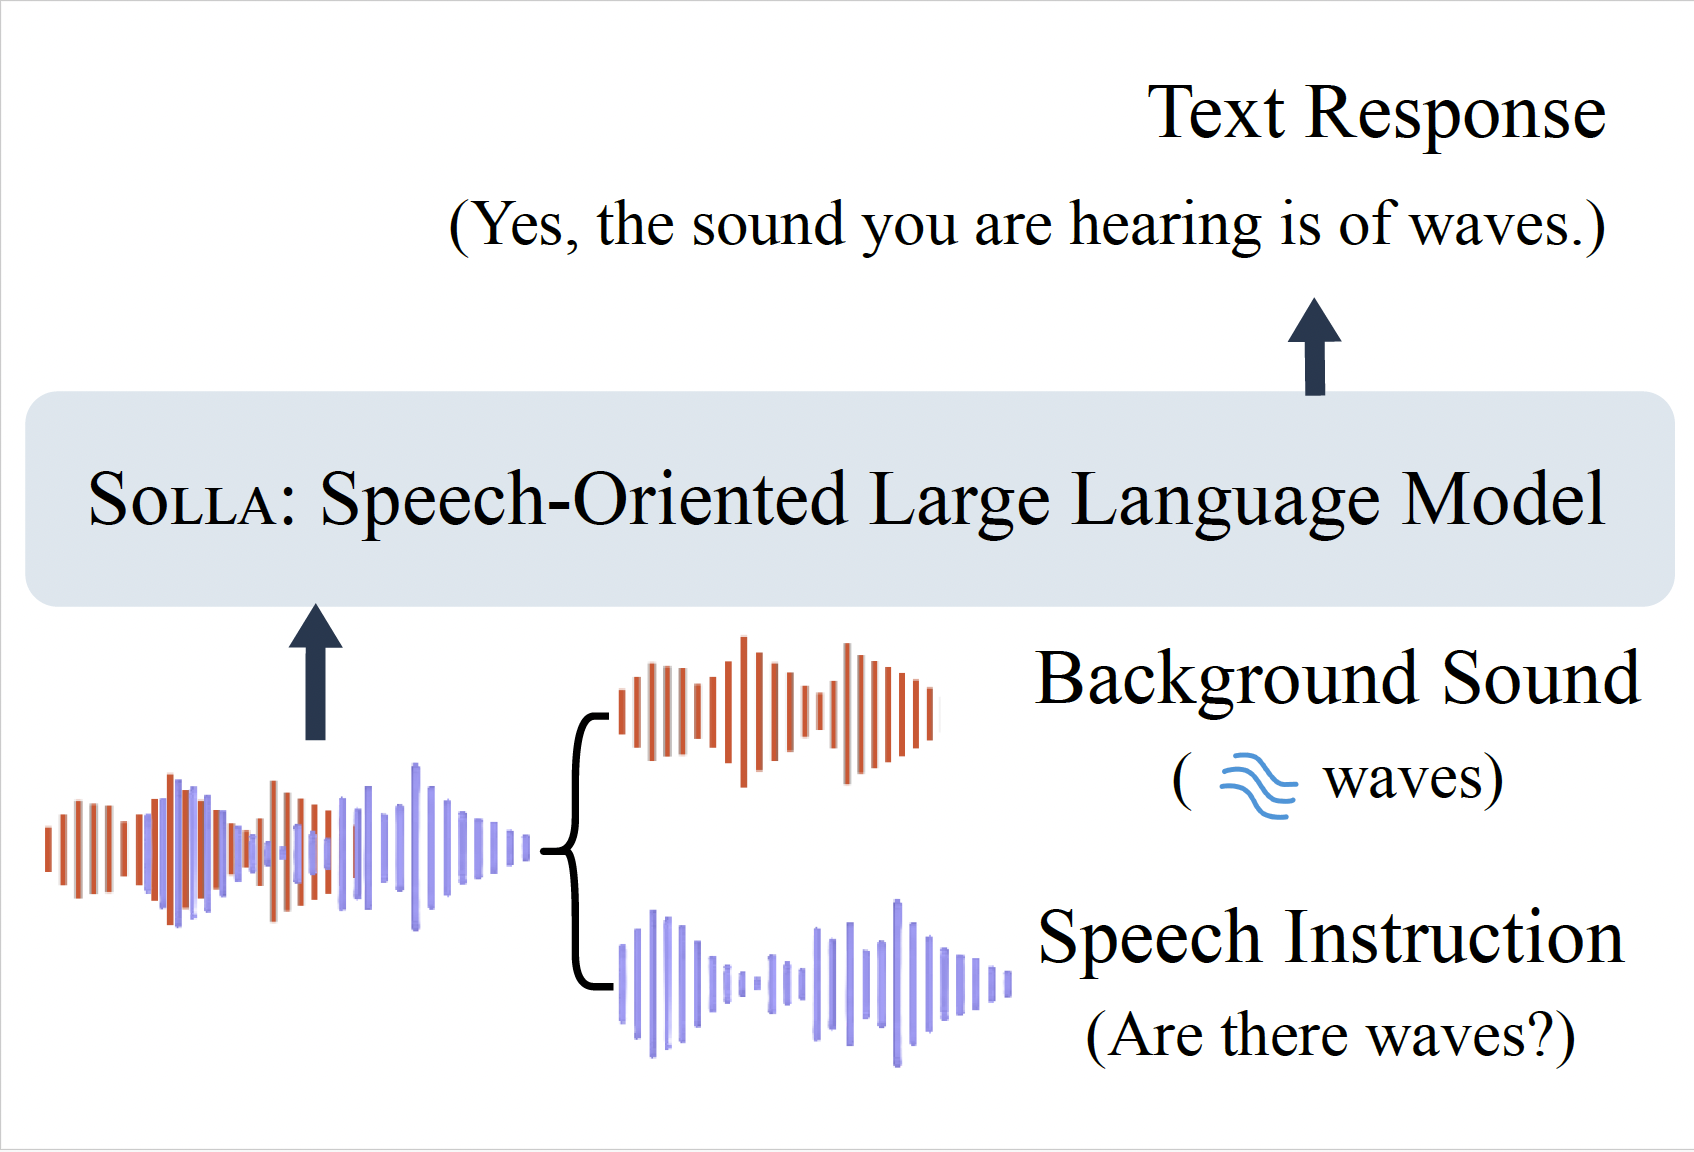 Text Response
(Yes, the sound you are hearing is of waves.)
SOLLA: Speech-Oriented Large Language Model
Background Sound
( waves)
Speech Instruction
(Are there waves?)